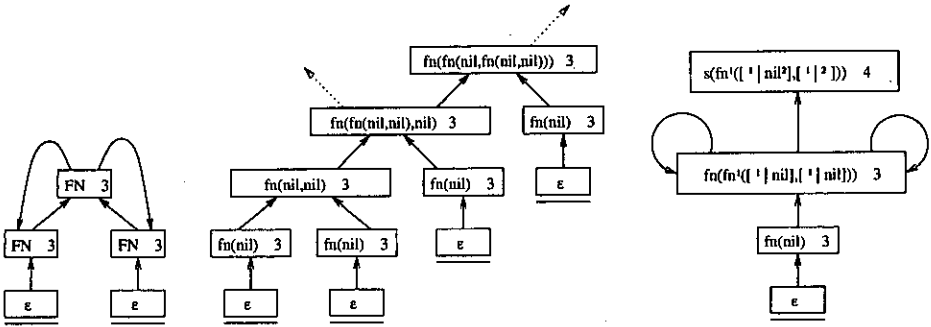 FN 3
FN 3
FN 3
ε
ε
fn(fn(nil,fn(nil,nil))) 3
fn(fn(nil,nil),nil) 3
fn(nil) 3
ε
fn(nil,nil) 3
fn(nil) 3
ε
fn(nil) 3
fn(nil) 3
ε
ε
s(fn¹([ ¹ | nil²],[ ¹ | ² ])) 4
fn(fn¹([ ¹ | nil],[ ¹ | nil])) 3
fn(nil) 3
ε